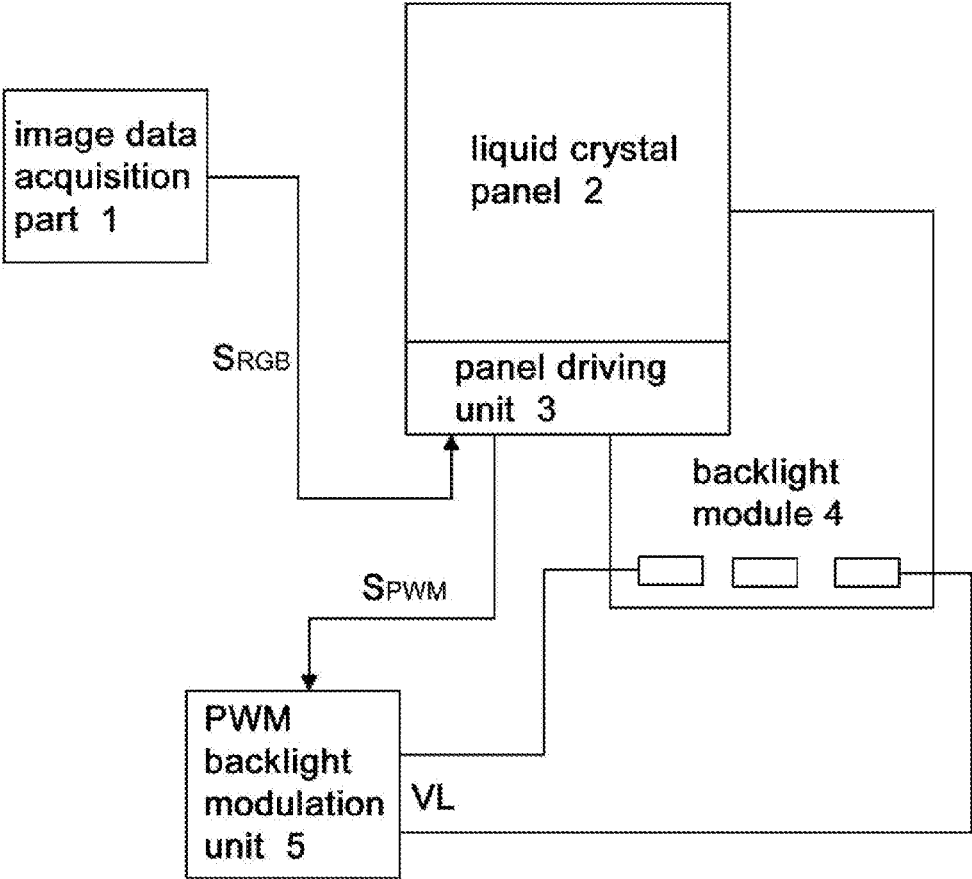 image data
acquisition
part 1
liquid crystal
panel 2
SRGB
panel driving
unit 3
backlight
module 4
SPWM
PWM
backlight
modulation
unit 5
VL